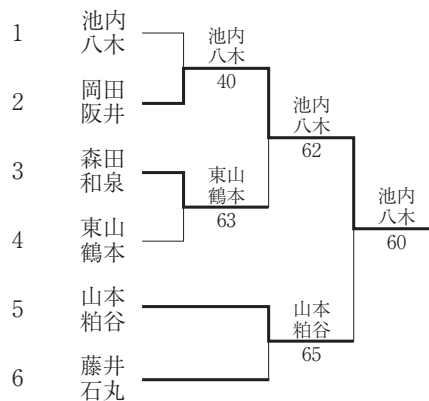 1
池内
八木
2
岡田
阪井
3
森田
和泉
4
東山
鶴本
5
山本
粕谷
6
藤井
石丸
池内
八木
40
東山
鶴本
63
池内
八木
62
山本
粕谷
65
池内
八木
60